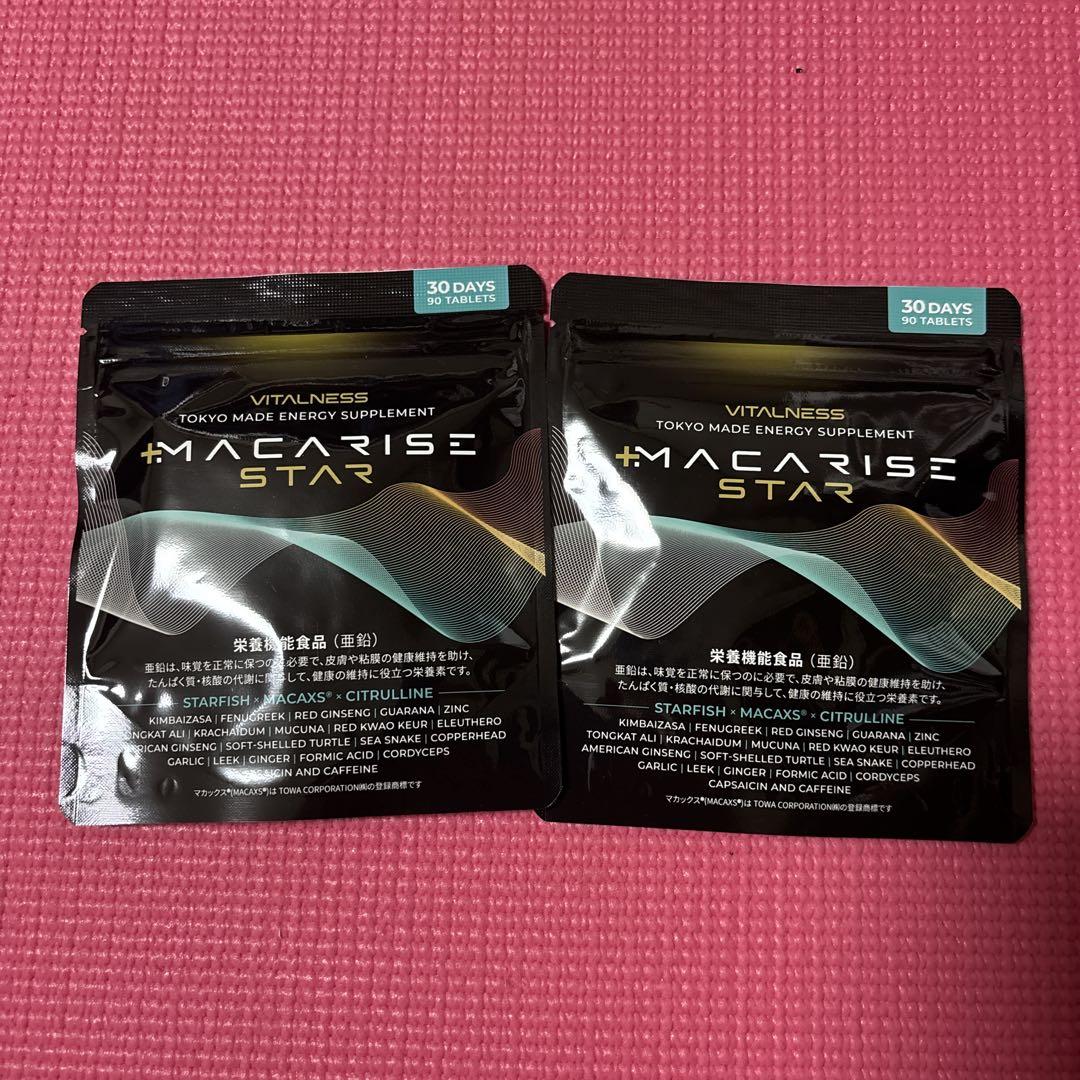 30 DAYS
90 TABLETS
VITALNESS
TOKYO MADE ENERGY SUPPLEMENT
+MACARISE
STAR
栄養機能食品（亜鉛）
亜鉛は、味覚を正常に保つのに必要で、皮膚や粘膜の健康維持を助け、
たんぱく質・核酸の代謝に関与して、健康の維持に役立つ栄養素です。
STARFISH × MACAXS® × CITRULLINE
KIMBAIZASA | FENUGREEK | RED GINSENG | GUARANA | ZINC
TONGKAT ALI | KRACHAIDUM | MUCUNA | RED KWAO KEUR | ELEUTHERO
AMERICAN GINSENG | SOFT-SHELLED TURTLE | SEA SNAKE | COPPERHEAD
GARLIC | LEEK | GINGER | FORMIC ACID | CORDYCEPS
CAPSAICIN AND CAFFEINE
マカックス®(MACAXS®)は TOWA CORPORATION㈱の登録商標です
30 DAYS
90 TABLETS
VITALNESS
TOKYO MADE ENERGY SUPPLEMENT
+MACARISE
STAR
栄養機能食品（亜鉛）
亜鉛は、味覚を正常に保つのに必要で、皮膚や粘膜の健康維持を助け、
たんぱく質・核酸の代謝に関与して、健康の維持に役立つ栄養素です。
STARFISH × MACAXS® × CITRULLINE
KIMBAIZASA | FENUGREEK | RED GINSENG | GUARANA | ZINC
TONGKAT ALI | KRACHAIDUM | MUCUNA | RED KWAO KEUR | ELEUTHERO
AMERICAN GINSENG | SOFT-SHELLED TURTLE | SEA SNAKE | COPPERHEAD
GARLIC | LEEK | GINGER | FORMIC ACID | CORDYCEPS
CAPSAICIN AND CAFFEINE
マカックス®(MACAXS®)は TOWA CORPORATION㈱の登録商標です